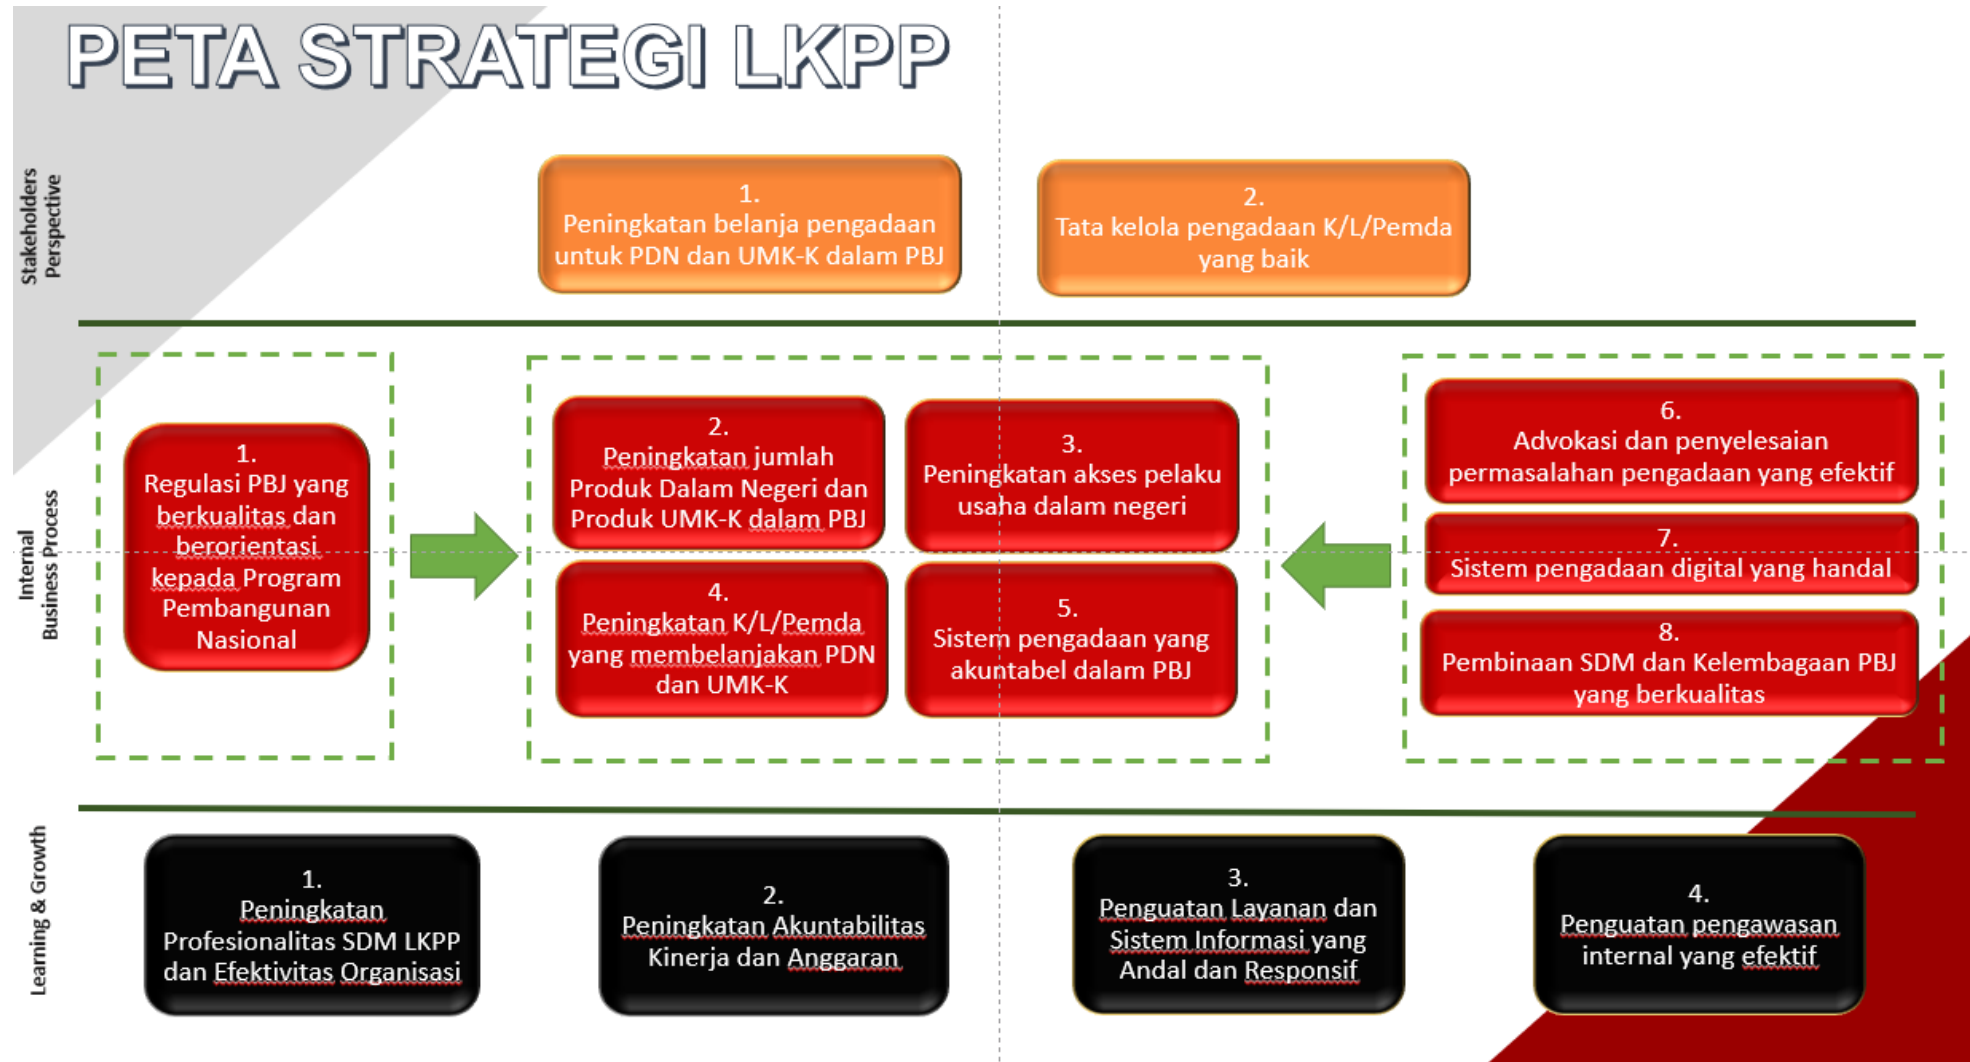 PETA STRATEGI LKPP
Stakeholders
Perspective
1.
Peningkatan belanja pengadaan
untuk PDN dan UMK-K dalam PBJ
2.
Tata kelola pengadaan K/L/Pemda
yang baik
Internal
Business Process
1.
Regulasi PBJ yang
berkualitas dan
berorientasi
kepada Program
Pembangunan
Nasional
2.
Peningkatan jumlah
Produk Dalam Negeri dan
Produk UMK-K dalam PBJ
3.
Peningkatan akses pelaku
usaha dalam negeri
4.
Peningkatan K/L/Pemda
yang membelanjakan PDN
dan UMK-K
5.
Sistem pengadaan yang
akuntabel dalam PBJ
6.
Advokasi dan penyelesaian
permasalahan pengadaan yang efektif
7.
Sistem pengadaan digital yang handal
8.
Pembinaan SDM dan Kelembagaan PBJ
yang berkualitas
Learning & Growth
1.
Peningkatan
Profesionalitas SDM LKPP
dan Efektivitas Organisasi
2.
Peningkatan Akuntabilitas
Kinerja dan Anggaran
3.
Penguatan Layanan dan
Sistem Informasi yang
Andal dan Responsif
4.
Penguatan pengawasan
internal yang efektif